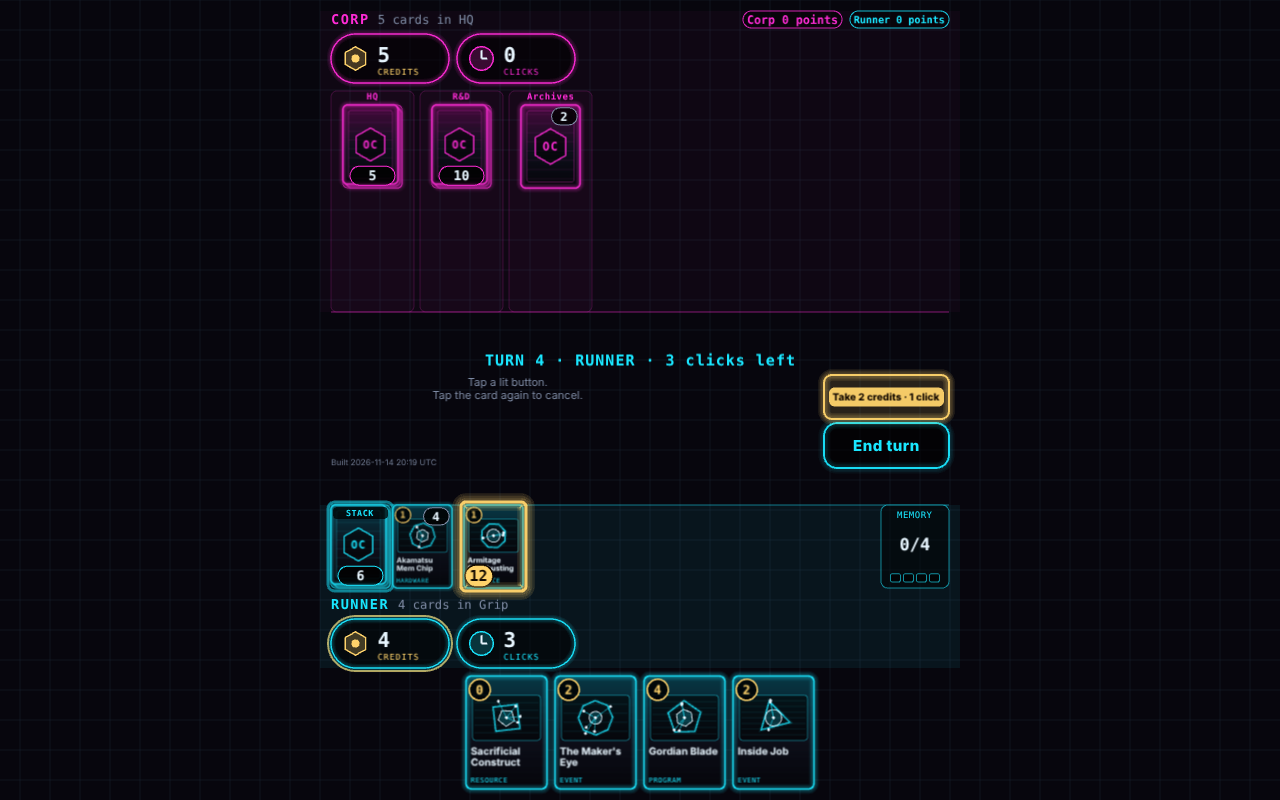 CORP 5 cards in HQ
Corp 0 points
Runner 0 points
5
CREDITS
0
CLICKS
HQ
R&D
Archives
OC
5
OC
10
2
OC
TURN 4 · RUNNER · 3 clicks left
Tap a lit button.
Tap the card again to cancel.
Take 2 credits · 1 click
End turn
Built 2026-11-14 20:19 UTC
STACK
OC
6
1
4
Akamatsu
Mem Chip
HARDWARE
1
Armitage
12
MEMORY
0/4
RUNNER 4 cards in Grip
4
CREDITS
3
CLICKS
0
Sacrificial
Construct
RESOURCE
2
The Maker's
Eye
EVENT
4
Gordian Blade
PROGRAM
2
Inside Job
EVENT